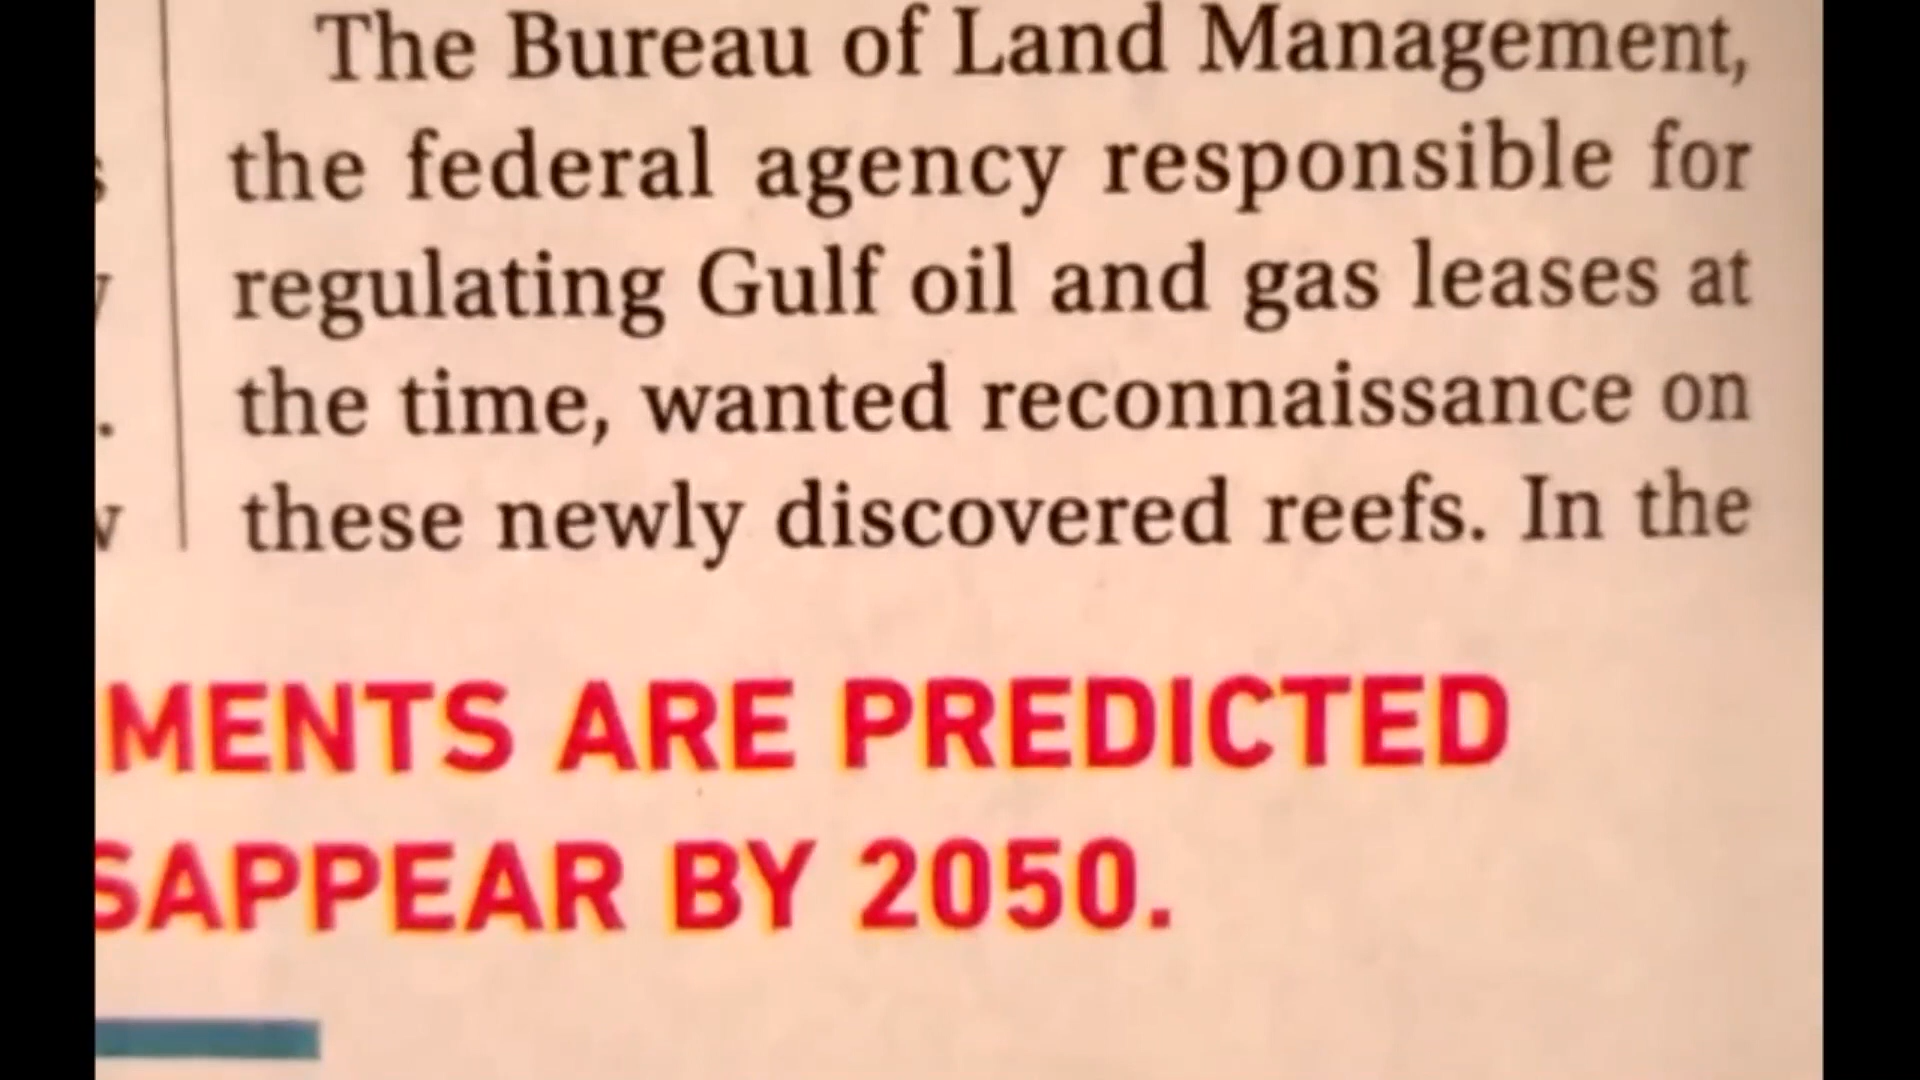 The Bureau of Land Management,
the federal agency responsible for
regulating Gulf oil and gas leases at
the time, wanted reconnaissance on
these newly discovered reefs. In the
MENTS ARE PREDICTED
SAPPEAR BY 2050.